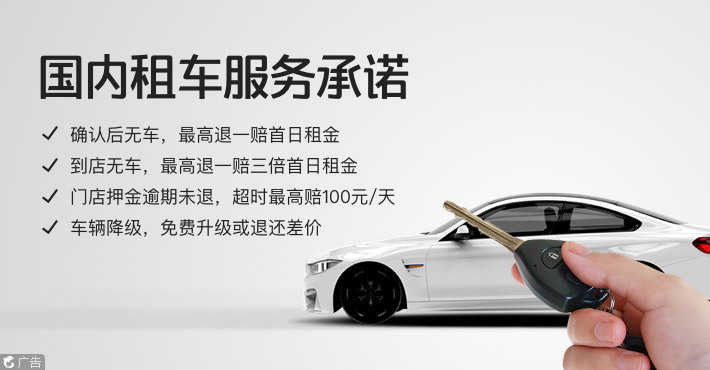 国内租车服务承诺
确认后无车，最高退一赔首日租金
到店无车，最高退一赔三倍首日租金
门店押金逾期未退，超时最高赔100元/天
车辆降级，免费升级或退还差价
广告